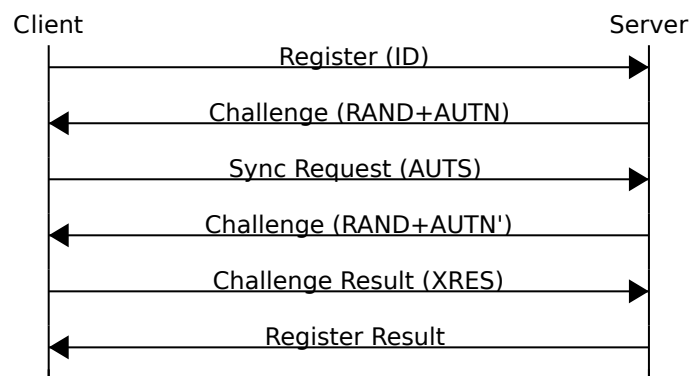 Client Server
Register (ID)
Challenge (RAND+AUTN)
Sync Request (AUTS)
Challenge (RAND+AUTN')
Challenge Result (XRES)
Register Result